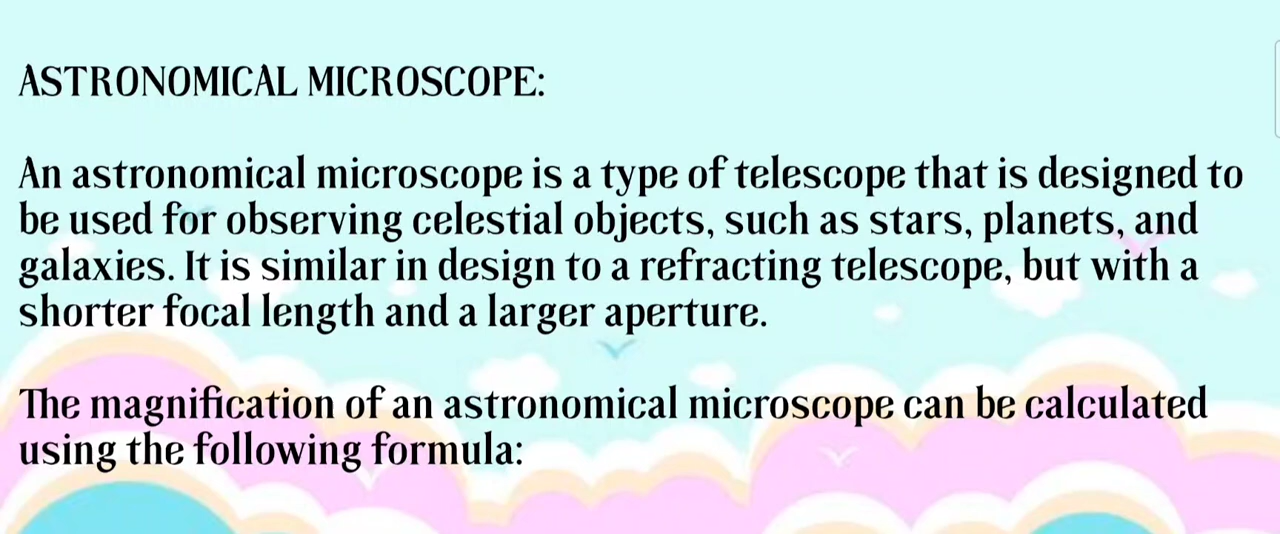 ASTRONOMICAL MICROSCOPE:
An astronomical microscope is a type of telescope that is designed to
be used for observing celestial objects, such as stars, planets, and
galaxies. It is similar in design to a refracting telescope, but with a
shorter focal length and a larger aperture.
The magnification of an astronomical microscope can be calculated
using the following formula: